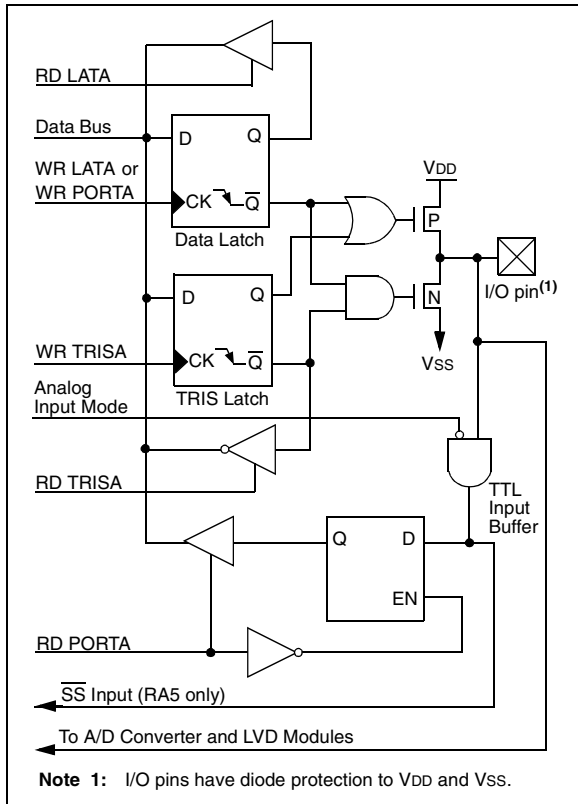 RD LATA
Data Bus
D Q
WR LATA or
WR PORTA
CK Q
Data Latch
VDD
P
I/O pin(1)
N
VSS
D Q
WR TRISA
CK Q
TRIS Latch
Analog
Input Mode
RD TRISA
TTL
Input
Buffer
Q D
EN
RD PORTA
SS Input (RA5 only)
To A/D Converter and LVD Modules
Note 1: I/O pins have diode protection to VDD and VSS.